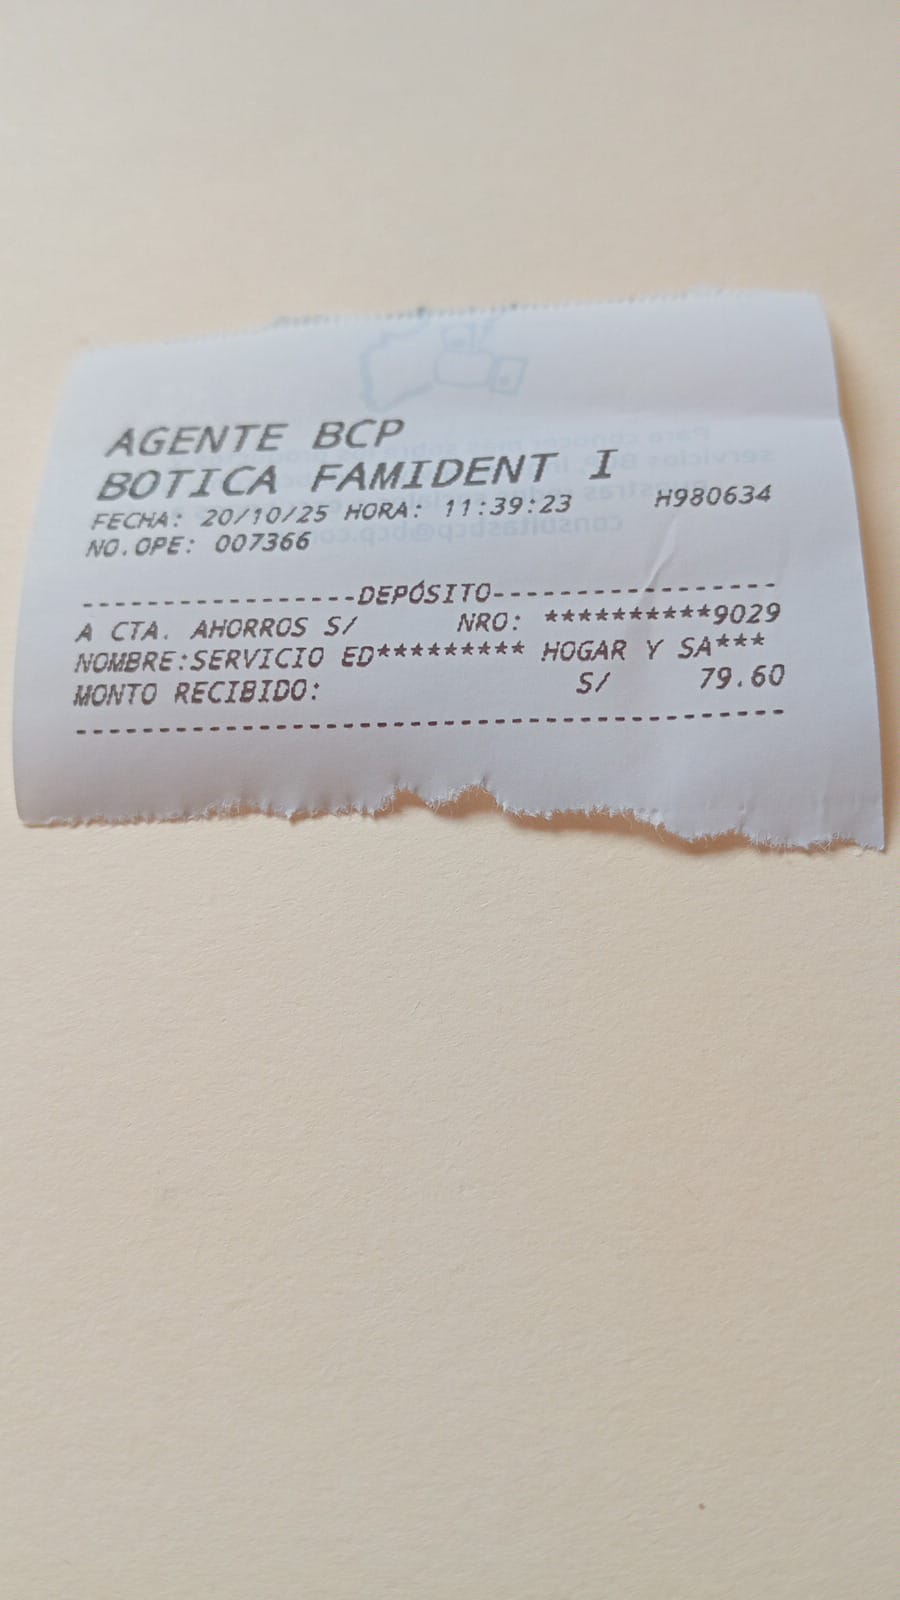 AGENTE BCP
BOTICA FAMIDENT I
FECHA: 20/10/25 HORA: 11:39:23 H980634
NO.OPE: 007366
-----------------DEPÓSITO-----------------
A CTA. AHORROS S/ NRO: **********9029
NOMBRE:SERVICIO ED********* HOGAR Y SA***
MONTO RECIBIDO: S/ 79.60
-------------------------------------------